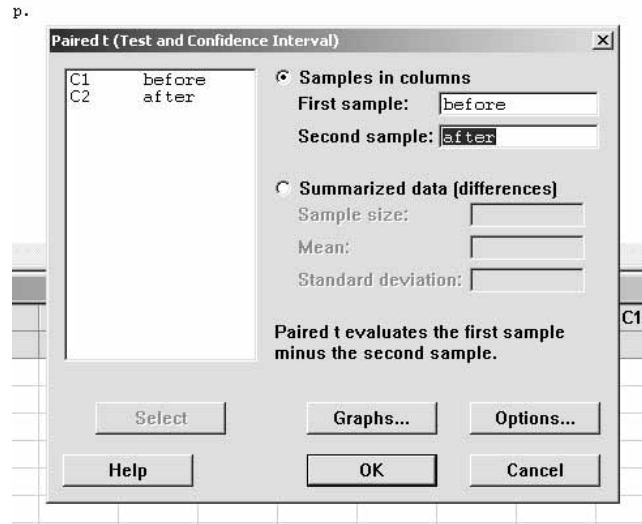 p.
Paired t (Test and Confidence Interval)
C1 before
C2 after
Samples in columns
First sample: before
Second sample: after
Summarized data (differences)
Sample size:
Mean:
Standard deviation:
Paired t evaluates the first sample
minus the second sample.
C1
Select
Graphs...
Options...
Help
OK
Cancel